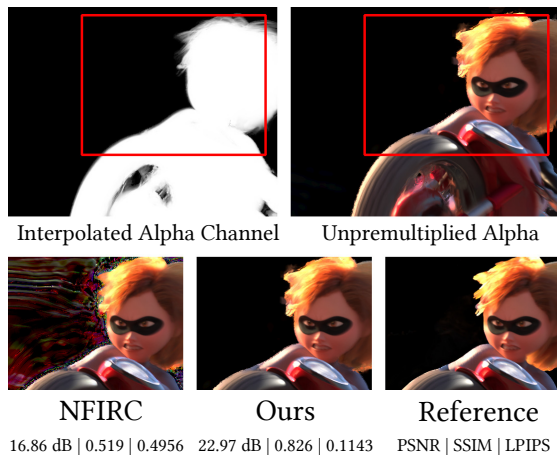 Interpolated Alpha Channel
Unpremultiplied Alpha
NFIRC
Ours
Reference
16.86 dB | 0.519 | 0.4956
22.97 dB | 0.826 | 0.1143
PSNR | SSIM | LPIPS